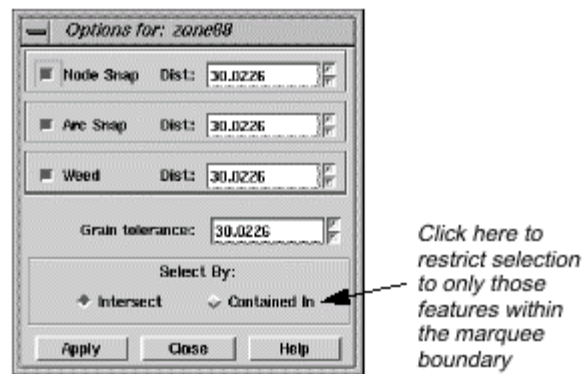 Options for: zone88
Node Snap Dist: 30.0226
Arc Snap Dist: 30.0226
Weed Dist: 30.0226
Grain tolerance: 30.0226
Select By:
Intersect Contained In
Apply Close Help
Click here to
restrict selection
to only those
features within
the marquee
boundary